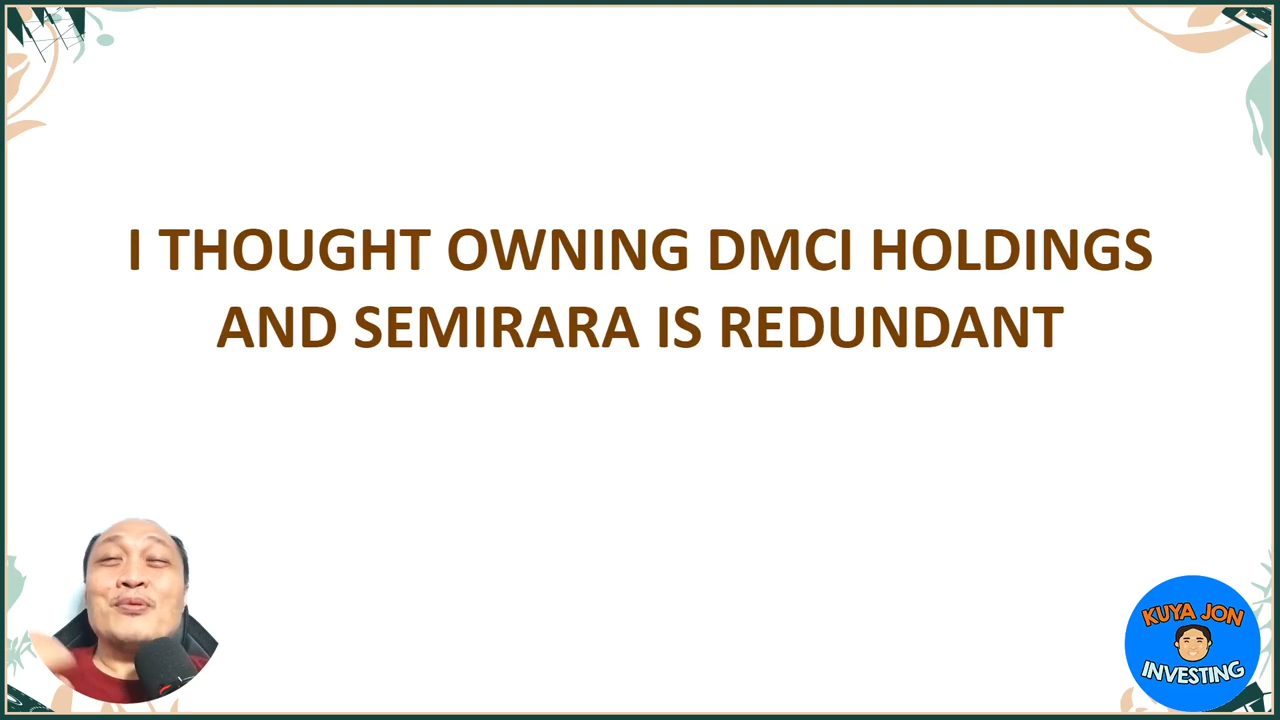 I THOUGHT OWNING DMCI HOLDINGS
AND SEMIRARA IS REDUNDANT
KUYA JON
INVESTING